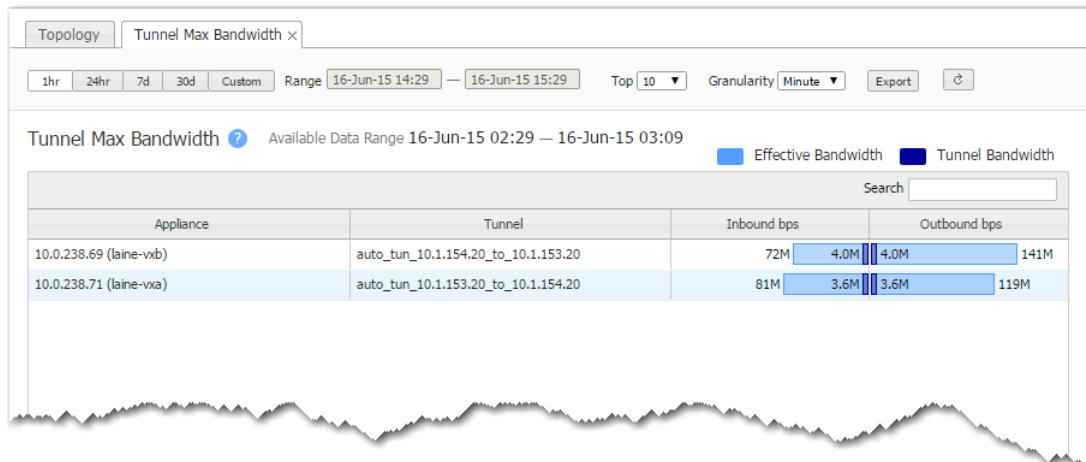 Topology Tunnel Max Bandwidth ×
1hr 24hr 7d 30d Custom Range 16-Jun-15 14:29 — 16-Jun-15 15:29 Top 10 ▼ Granularity Minute ▼ Export
Tunnel Max Bandwidth ? Available Data Range 16-Jun-15 02:29 — 16-Jun-15 03:09
Effective Bandwidth Tunnel Bandwidth
Search
Appliance Tunnel Inbound bps Outbound bps
10.0.238.69 (laine-vxb) auto_tun_10.1.154.20_to_10.1.153.20 72M 4.0M 4.0M 141M
10.0.238.71 (laine-vxa) auto_tun_10.1.153.20_to_10.1.154.20 81M 3.6M 3.6M 119M